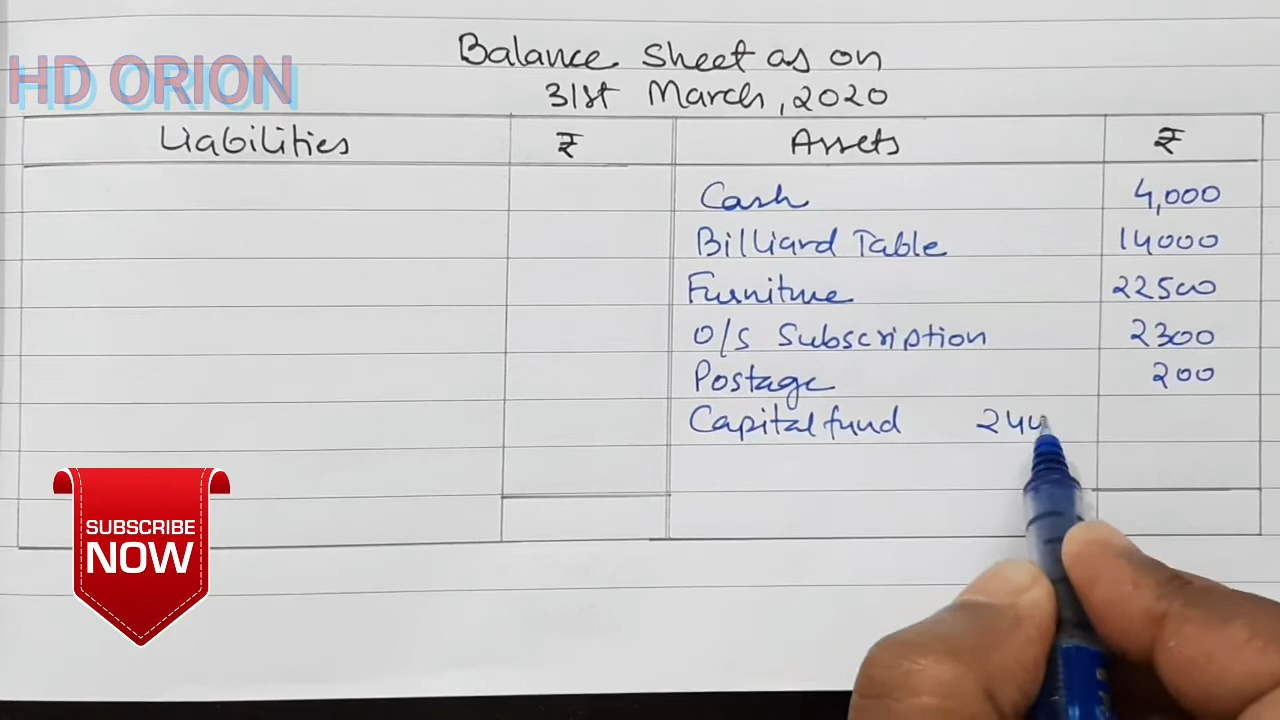 HD ORION
Balance Sheet as on
31st March, 2020
Liabilities ₹ Assets ₹
Cash 4,000
Billiard Table 14000
Furniture 22500
O/S Subscription 2300
Postage 200
Capital fund 244
SUBSCRIBE
NOW